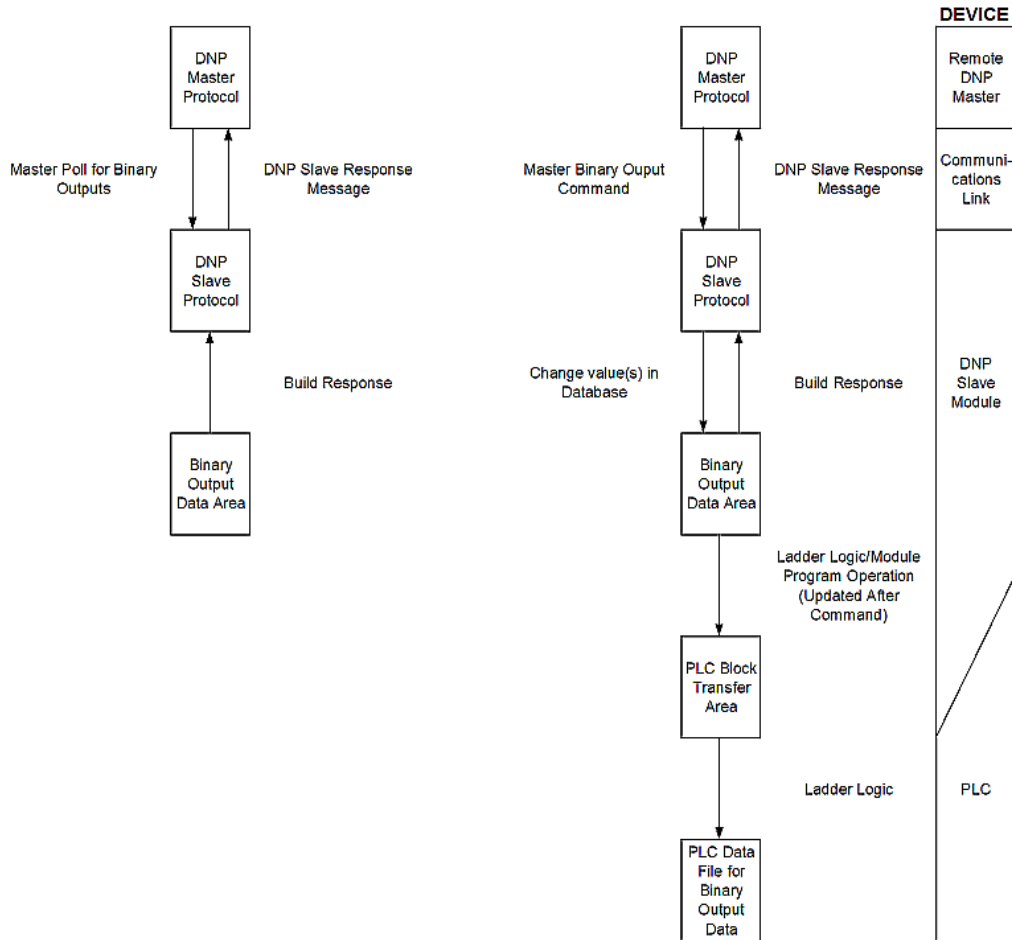 DEVICE
DNP
Master
Protocol
DNP
Master
Protocol
Remote
DNP
Master
Master Poll for Binary
Outputs
DNP Slave Response
Message
Master Binary Ouput
Command
DNP Slave Response
Message
Communi-
cations
Link
DNP
Slave
Protocol
DNP
Slave
Protocol
Build Response
Change value(s) in
Database
Build Response
DNP
Slave
Module
Binary
Output
Data Area
Binary
Output
Data Area
Ladder Logic/Module
Program Operation
(Updated After
Command)
PLC Block
Transfer
Area
Ladder Logic
PLC
PLC Data
File for
Binary
Output
Data